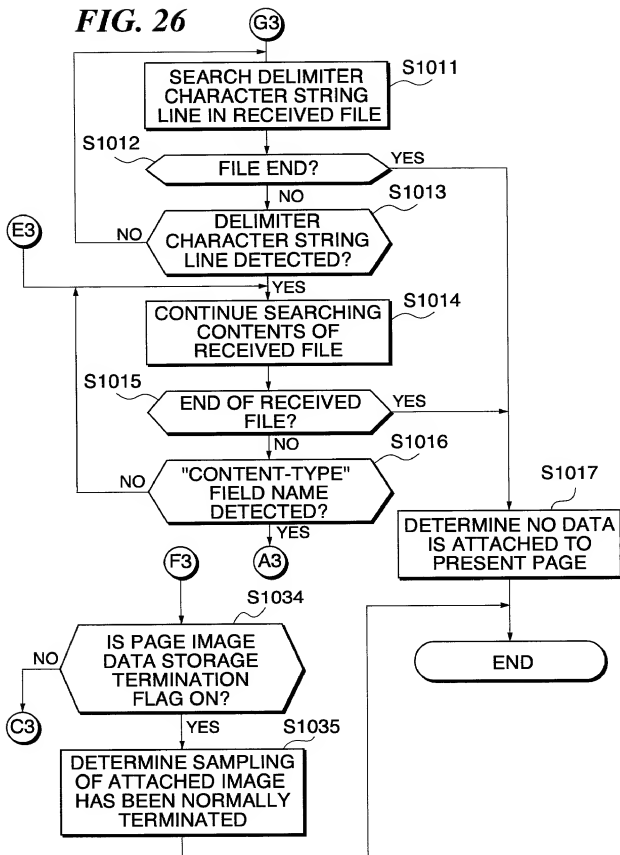 FIG. 26
G3
S1011
SEARCH DELIMITER
CHARACTER STRING
LINE IN RECEIVED FILE
S1012
FILE END?
YES
NO
S1013
E3
DELIMITER
CHARACTER STRING
LINE DETECTED?
NO
YES
S1014
CONTINUE SEARCHING
CONTENTS OF
RECEIVED FILE
S1015
END OF RECEIVED
FILE?
YES
NO
S1016
"CONTENT-TYPE"
FIELD NAME
DETECTED?
NO
YES
S1017
DETERMINE NO DATA
IS ATTACHED TO
PRESENT PAGE
F3
A3
S1034
IS PAGE IMAGE
DATA STORAGE
TERMINATION
FLAG ON?
NO
END
C3
YES
S1035
DETERMINE SAMPLING
OF ATTACHED IMAGE
HAS BEEN NORMALLY
TERMINATED